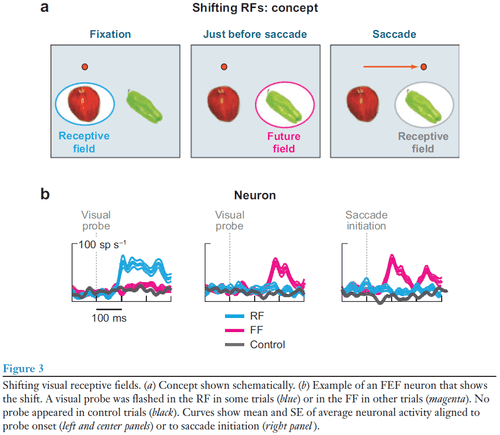 a
Shifting RFs: concept
Fixation
Just before saccade
Saccade
Receptive
field
Future
field
Receptive
field
b
Neuron
Visual
probe
Visual
probe
Saccade
initiation
100 sp s⁻¹
100 ms
RF
FF
Control
Figure 3
Shifting visual receptive fields. (a) Concept shown schematically. (b) Example of an FEF neuron that shows
the shift. A visual probe was flashed in the RF in some trials (blue) or in the FF in other trials (magenta). No
probe appeared in control trials (black). Curves show mean and SE of average neuronal activity aligned to
probe onset (left and center panels) or to saccade initiation (right panel).